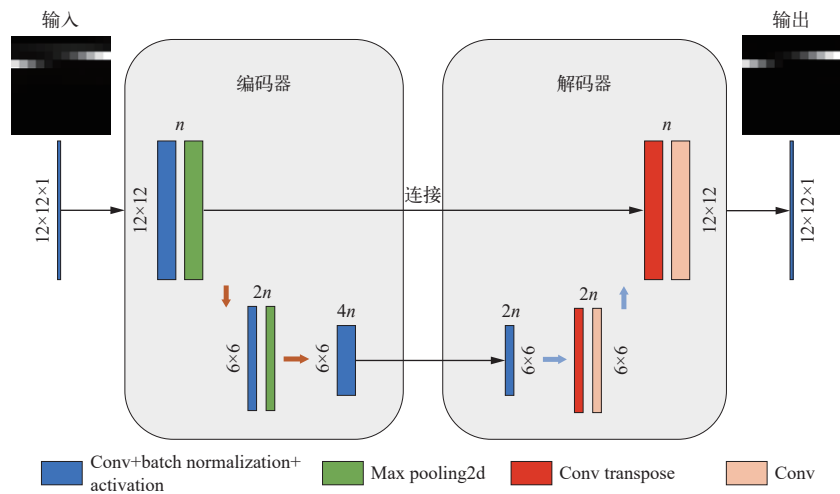 输入
输出
编码器
解码器
n
n
12×12×1
12×12
连接
12×12
12×12×1
2n
4n
2n
2n
6×6
6×6
6×6
6×6
Conv+batch normalization+
activation
Max pooling2d
Conv transpose
Conv